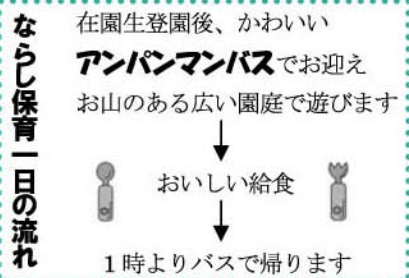 ならし保育一日の流れ
在園生登園後、かわいい
アンパンマンバスでお迎え
お山のある広い園庭で遊びます
おいしい給食
1時よりバスで帰ります